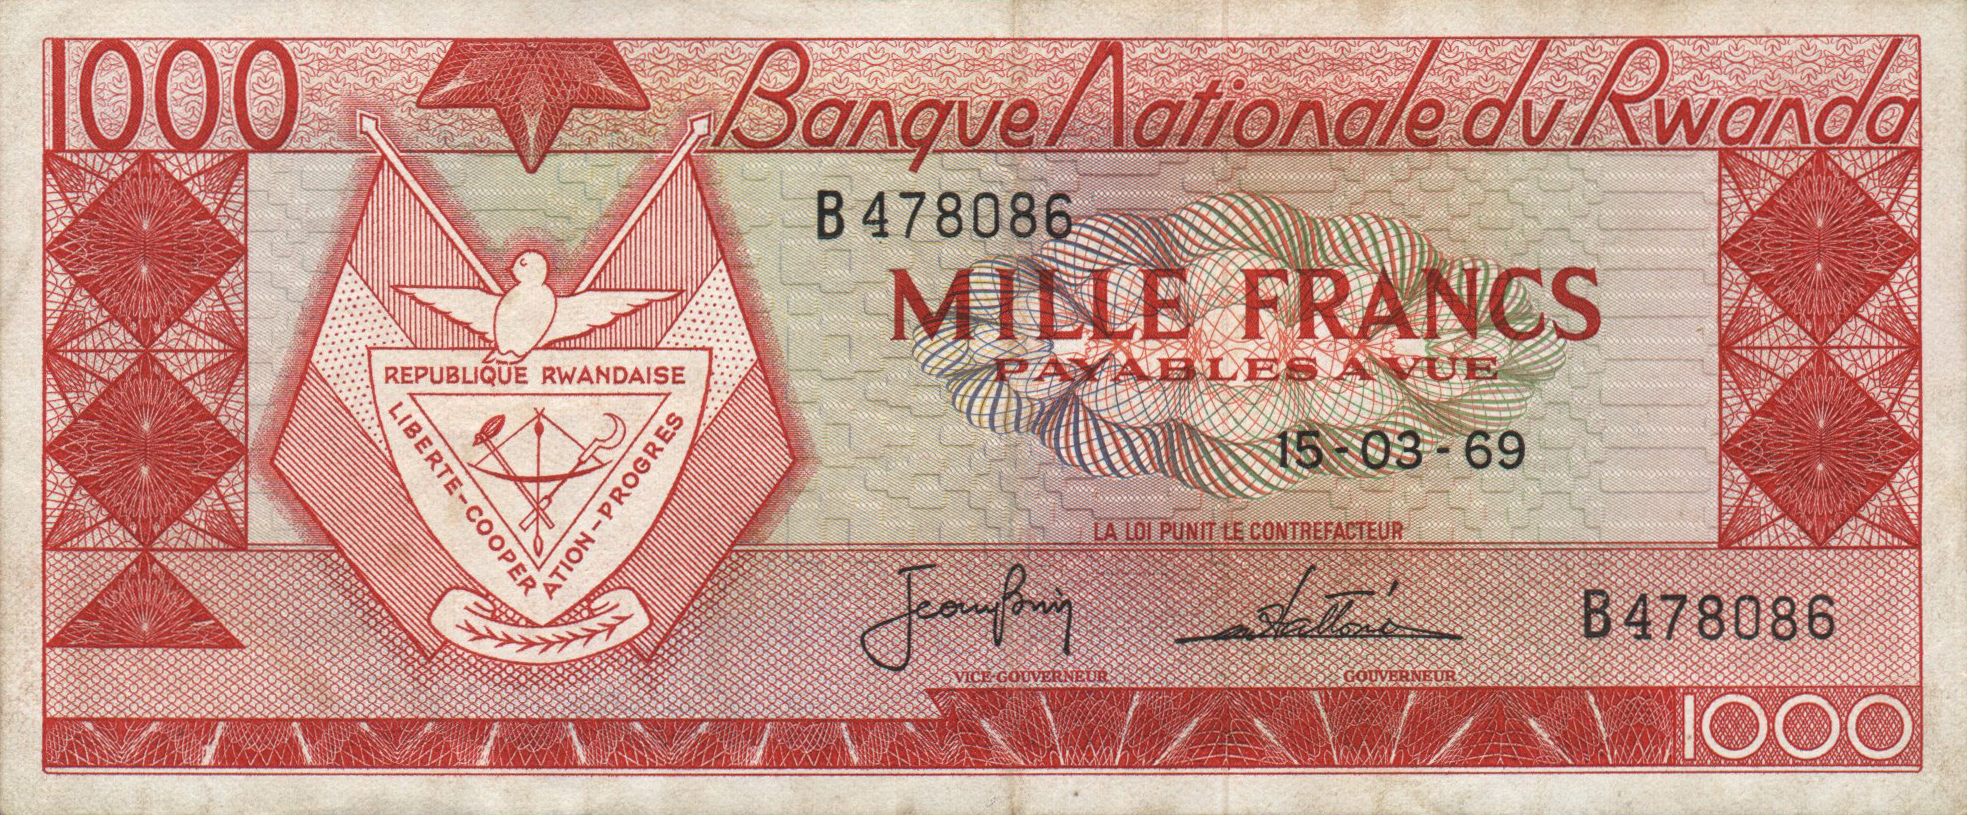 1000
Banque Nationale du Rwanda
B 478086
MILLE FRANCS
PAYABLES A VUE
REPUBLIQUE RWANDAISE
LIBERTE-COOPERATION-PROGRES
15-03-69
LA LOI PUNIT LE CONTREFACTEUR
B 478086
VICE-GOUVERNEUR
GOUVERNEUR
1000